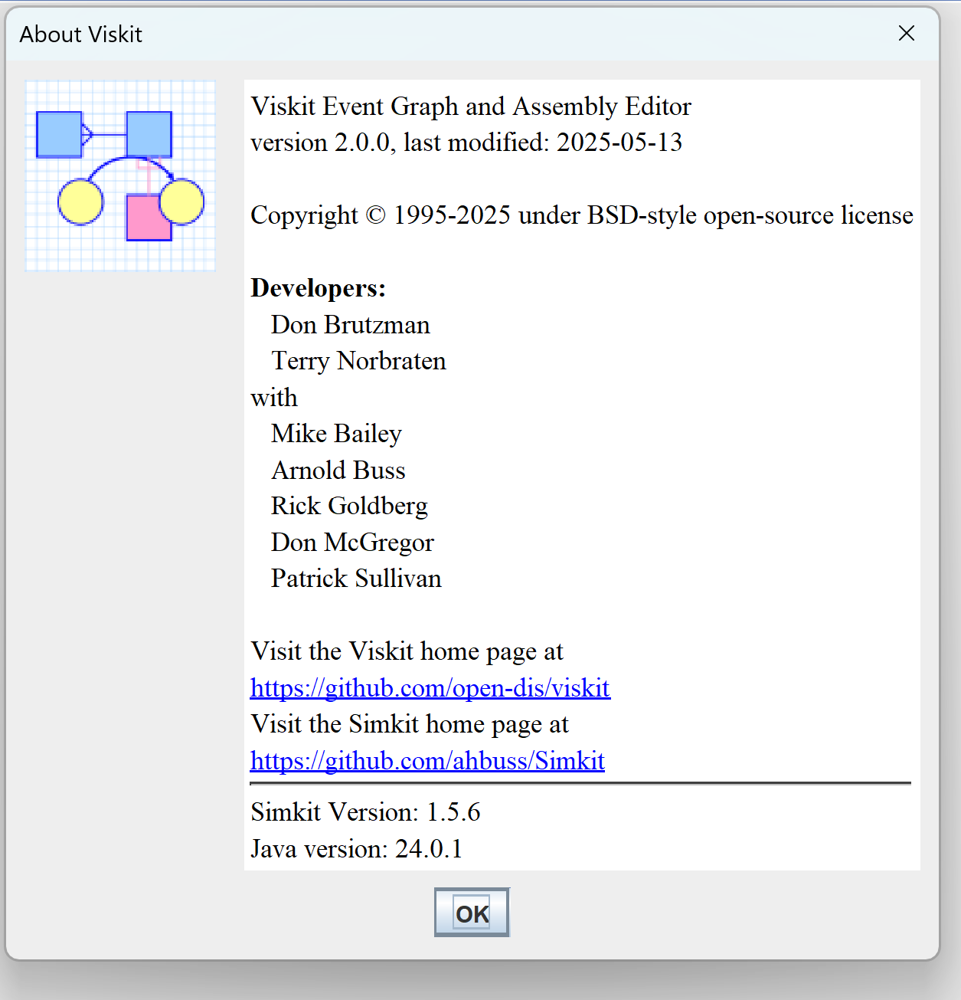 About Viskit
Viskit Event Graph and Assembly Editor
version 2.0.0, last modified: 2025-05-13
Copyright © 1995-2025 under BSD-style open-source license
Developers:
Don Brutzman
Terry Norbraten
with
Mike Bailey
Arnold Buss
Rick Goldberg
Don McGregor
Patrick Sullivan
Visit the Viskit home page at
https://github.com/open-dis/viskit
Visit the Simkit home page at
https://github.com/ahbuss/Simkit
Simkit Version: 1.5.6
Java version: 24.0.1
OK